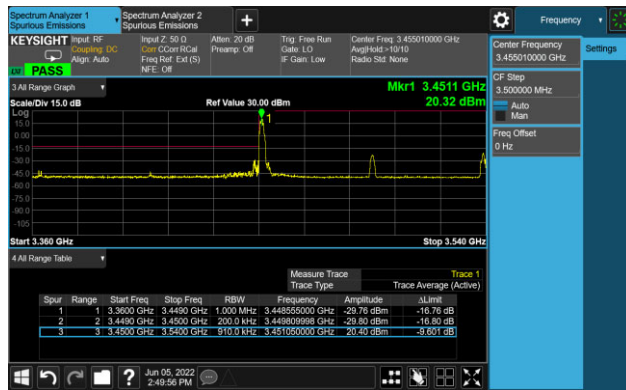 Spectrum Analyzer 1
Spurious Emissions
Spectrum Analyzer 2
Spurious Emissions
+
Frequency
KEYSIGHT
Input: RF
Coupling: DC
Align: Auto
Input Z: 50 Ω
Corr CCorr RCal
Freq Ref: Ext (S)
NFE: Off
Atten: 20 dB
Preamp: Off
Trig: Free Run
Gate: LO
IF Gain: Low
Center Freq: 3.455010000 GHz
Avg|Hold:>10/10
Radio Std: None
PASS
Center Frequency
3.455010000 GHz
Settings
CF Step
3.500000 MHz
Auto
Man
Freq Offset
0 Hz
3 All Range Graph
Mkr1 3.4511 GHz
Scale/Div 15.0 dB
Ref Value 30.00 dBm
20.32 dBm
Log
15.0
0.00
-15.0
-30.0
-45.0
-60.0
-75.0
-90.0
-105
1
Start 3.360 GHz
Stop 3.540 GHz
4 All Range Table
Measure Trace Trace 1
Trace Type Trace Average (Active)
Spur Range Start Freq Stop Freq RBW Frequency Amplitude ΔLimit
1 1 3.3600 GHz 3.4490 GHz 1.000 MHz 3.448555000 GHz -29.76 dBm -16.76 dB
2 2 3.4490 GHz 3.4500 GHz 200.0 kHz 3.449809998 GHz -29.80 dBm -16.80 dB
3 3 3.4500 GHz 3.5400 GHz 910.0 kHz 3.451050000 GHz 20.40 dBm -9.601 dB
?
Jun 05, 2022
2:49:56 PM